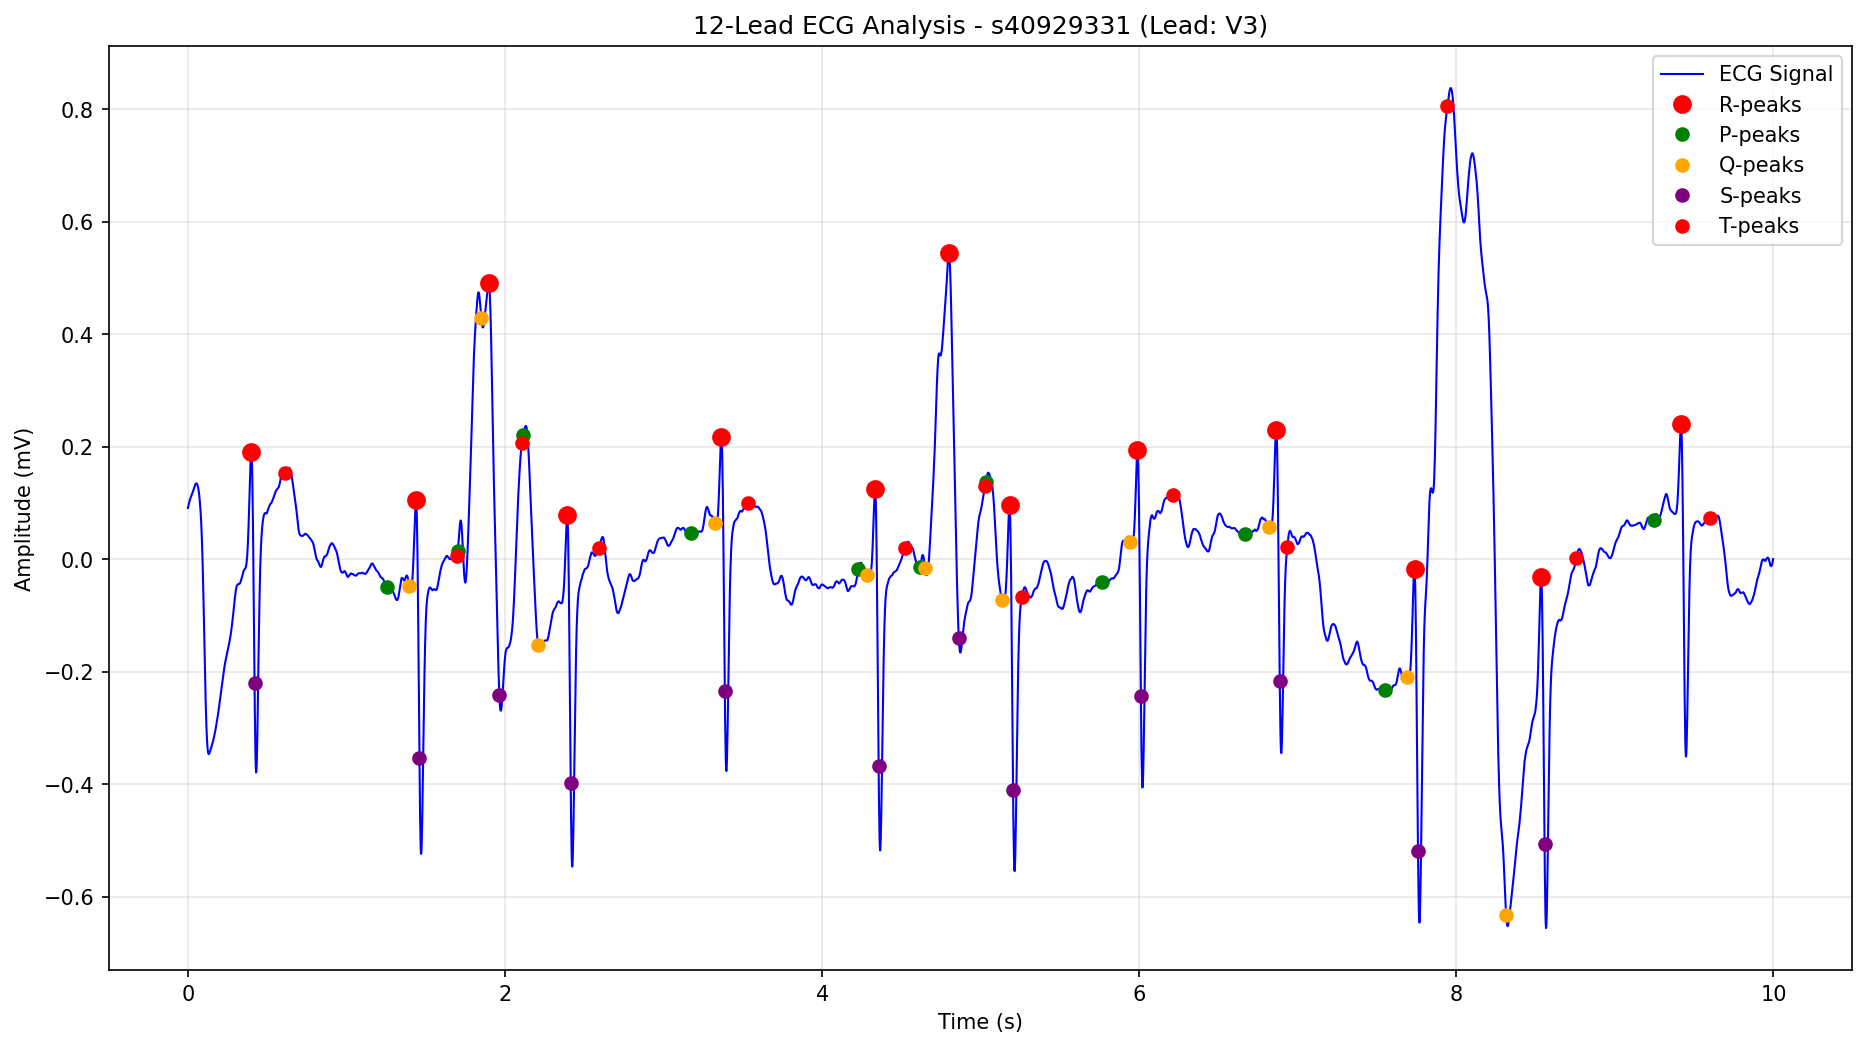 12-Lead ECG Analysis - s40929331 (Lead: V3)
ECG Signal
R-peaks
P-peaks
Q-peaks
S-peaks
T-peaks
Amplitude (mV)
0.8
0.6
0.4
0.2
0.0
−0.2
−0.4
−0.6
0 2 4 6 8 10
Time (s)